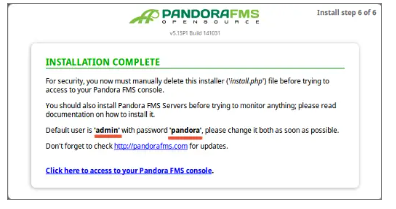 PANDORAFMS
OPEN SOURCE
Install step 6 of 6
v5.1SP1 Build 141031
INSTALLATION COMPLETE
For security, you now must manually delete this installer ('install.php') file before trying to
access to your Pandora FMS console.
You should also install Pandora FMS Servers before trying to monitor anything; please read
documentation on how to install it.
Default user is 'admin' with password 'pandora', please change it both as soon as possible.
Don't forget to check http://pandorafms.com for updates.
Click here to access to your Pandora FMS console.